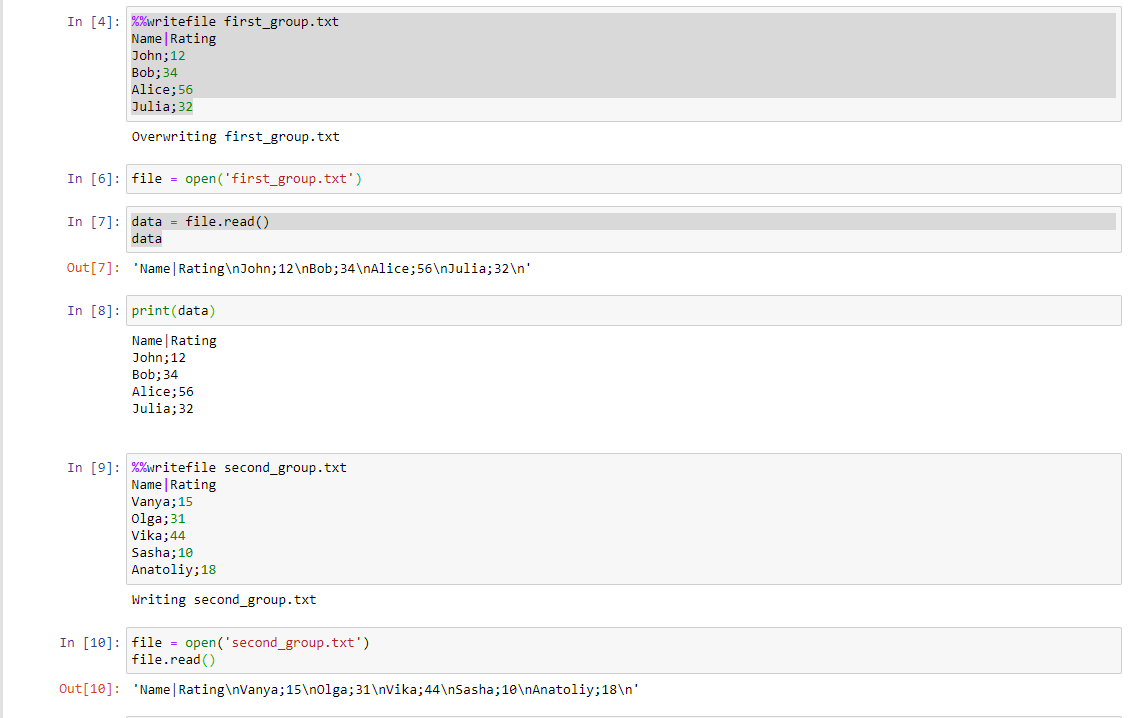 In [4]: %%writefile first_group.txt
Name|Rating
John;12
Bob;34
Alice;56
Julia;32
Overwriting first_group.txt
In [6]: file = open('first_group.txt')
In [7]: data = file.read()
data
Out[7]: 'Name|Rating\nJohn;12\nBob;34\nAlice;56\nJulia;32\n'
In [8]: print(data)
Name|Rating
John;12
Bob;34
Alice;56
Julia;32
In [9]: %%writefile second_group.txt
Name|Rating
Vanya;15
Olga;31
Vika;44
Sasha;10
Anatoliy;18
Writing second_group.txt
In [10]: file = open('second_group.txt')
file.read()
Out[10]: 'Name|Rating\nVanya;15\nOlga;31\nVika;44\nSasha;10\nAnatoliy;18\n'